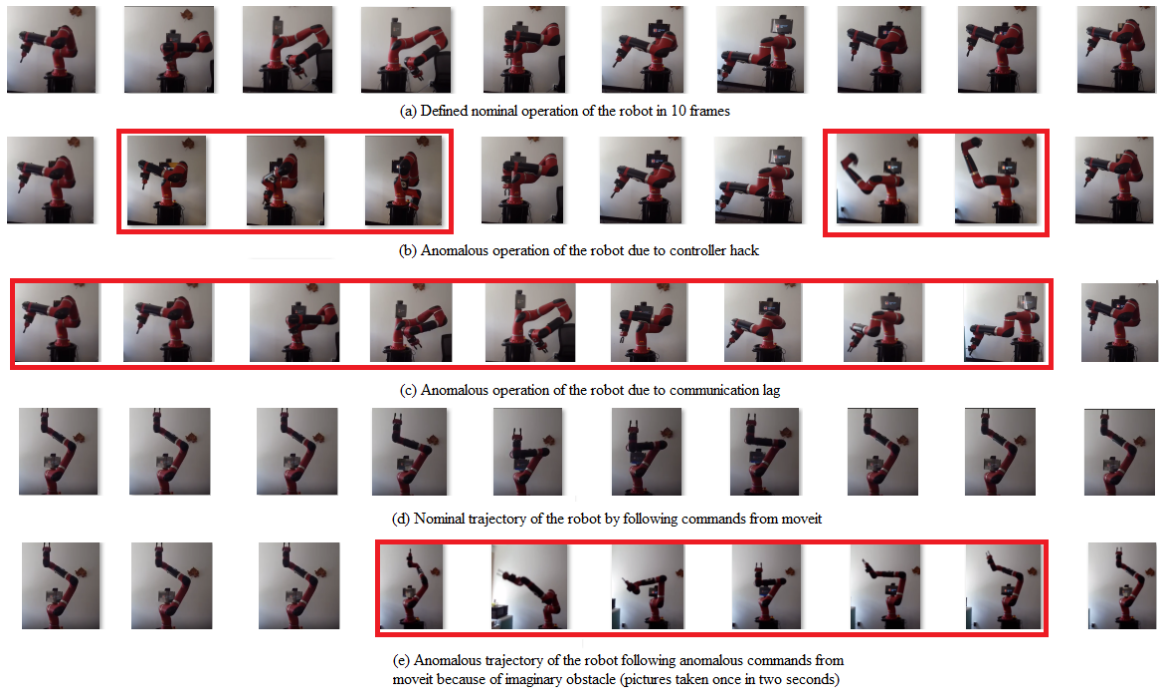 (a) Defined nominal operation of the robot in 10 frames
(b) Anomalous operation of the robot due to controller hack
(c) Anomalous operation of the robot due to communication lag
(d) Nominal trajectory of the robot by following commands from moveit
(e) Anomalous trajectory of the robot following anomalous commands from
moveit because of imaginary obstacle (pictures taken once in two seconds)